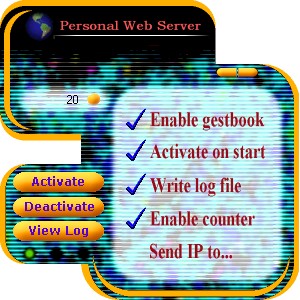 Personal Web Server
20
Enable gestbook
Activate on start
Write log file
Enable counter
Send IP to...
Activate
Deactivate
View Log